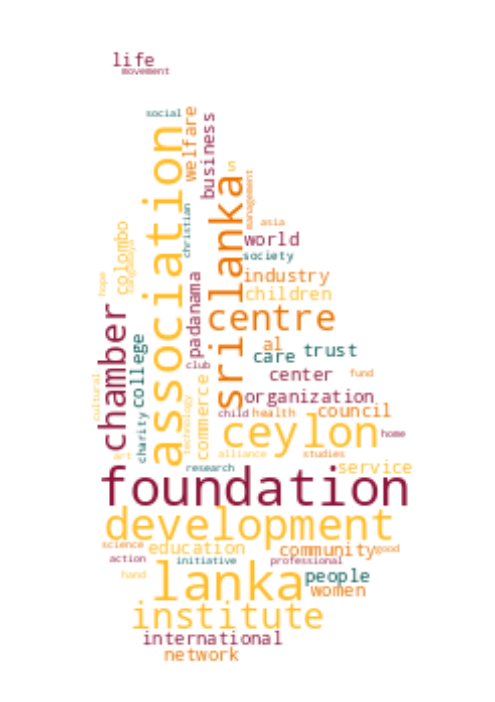 life
movement
social
welfare
business
association
s
sri lanka
management
christian
asia
world
society
colombo
hope
industry
children
padanama
centre
chamber
al
care
trust
college
club
center
fund
cultural
commerce
technology
organization
charity
child
health
council
ceylon
home
art
alliance
studies
research
service
foundation
development
science
education
community
good
action
initiative
professional
hand
lanka
people
women
institute
international
network